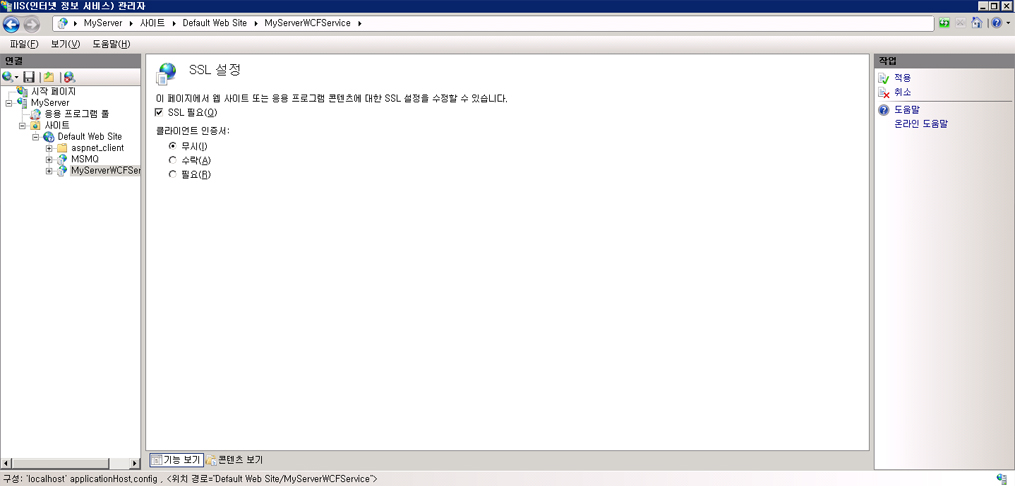 IIS(인터넷 정보 서비스) 관리자
MyServer ▸ 사이트 ▸ Default Web Site ▸ MyServerWCFService ▸
파일(F) 보기(V) 도움말(H)
연결
시작 페이지
MyServer
응용 프로그램 풀
사이트
Default Web Site
aspnet_client
MSMQ
MyServerWCFSer
SSL 설정
이 페이지에서 웹 사이트 또는 응용 프로그램 콘텐츠에 대한 SSL 설정을 수정할 수 있습니다.
SSL 필요(Q)
클라이언트 인증서:
무시(I)
수락(A)
필요(R)
기능 보기 콘텐츠 보기
작업
적용
취소
도움말
온라인 도움말
구성: 'localhost' applicationHost.config , <위치 경로="Default Web Site/MyServerWCFService">